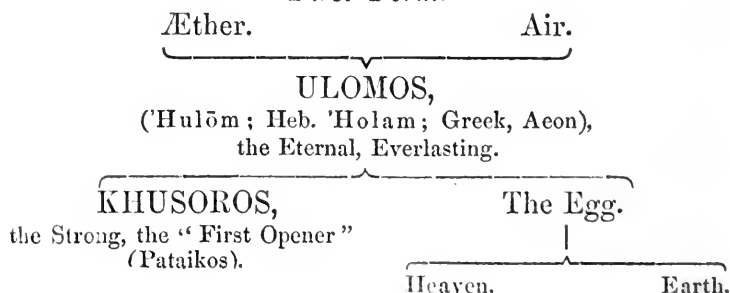 Æther. Air.
ULOMOS,
('Hulōm ; Heb. 'Holam ; Greek, Aeon),
the Eternal, Everlasting.
KHUSOROS, The Egg.
the Strong, the “ First Opener ”
(Pataikos).
Heaven. Earth.